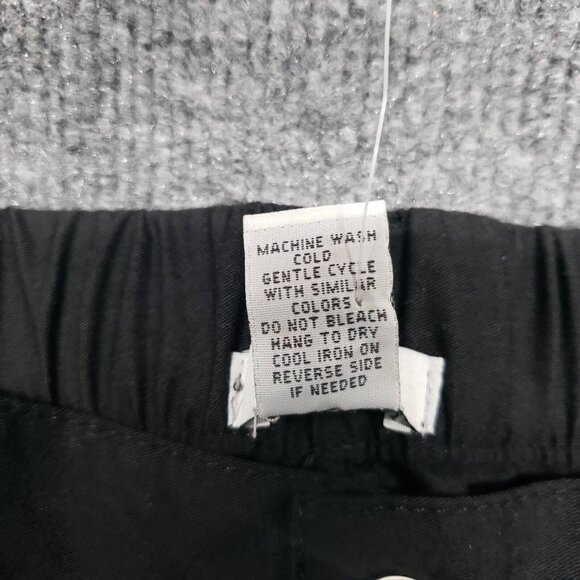 MACHINE WASH
COLD
GENTLE CYCLE
WITH SIMILAR
COLORS
DO NOT BLEACH
HANG TO DRY
COOL IRON ON
REVERSE SIDE
IF NEEDED